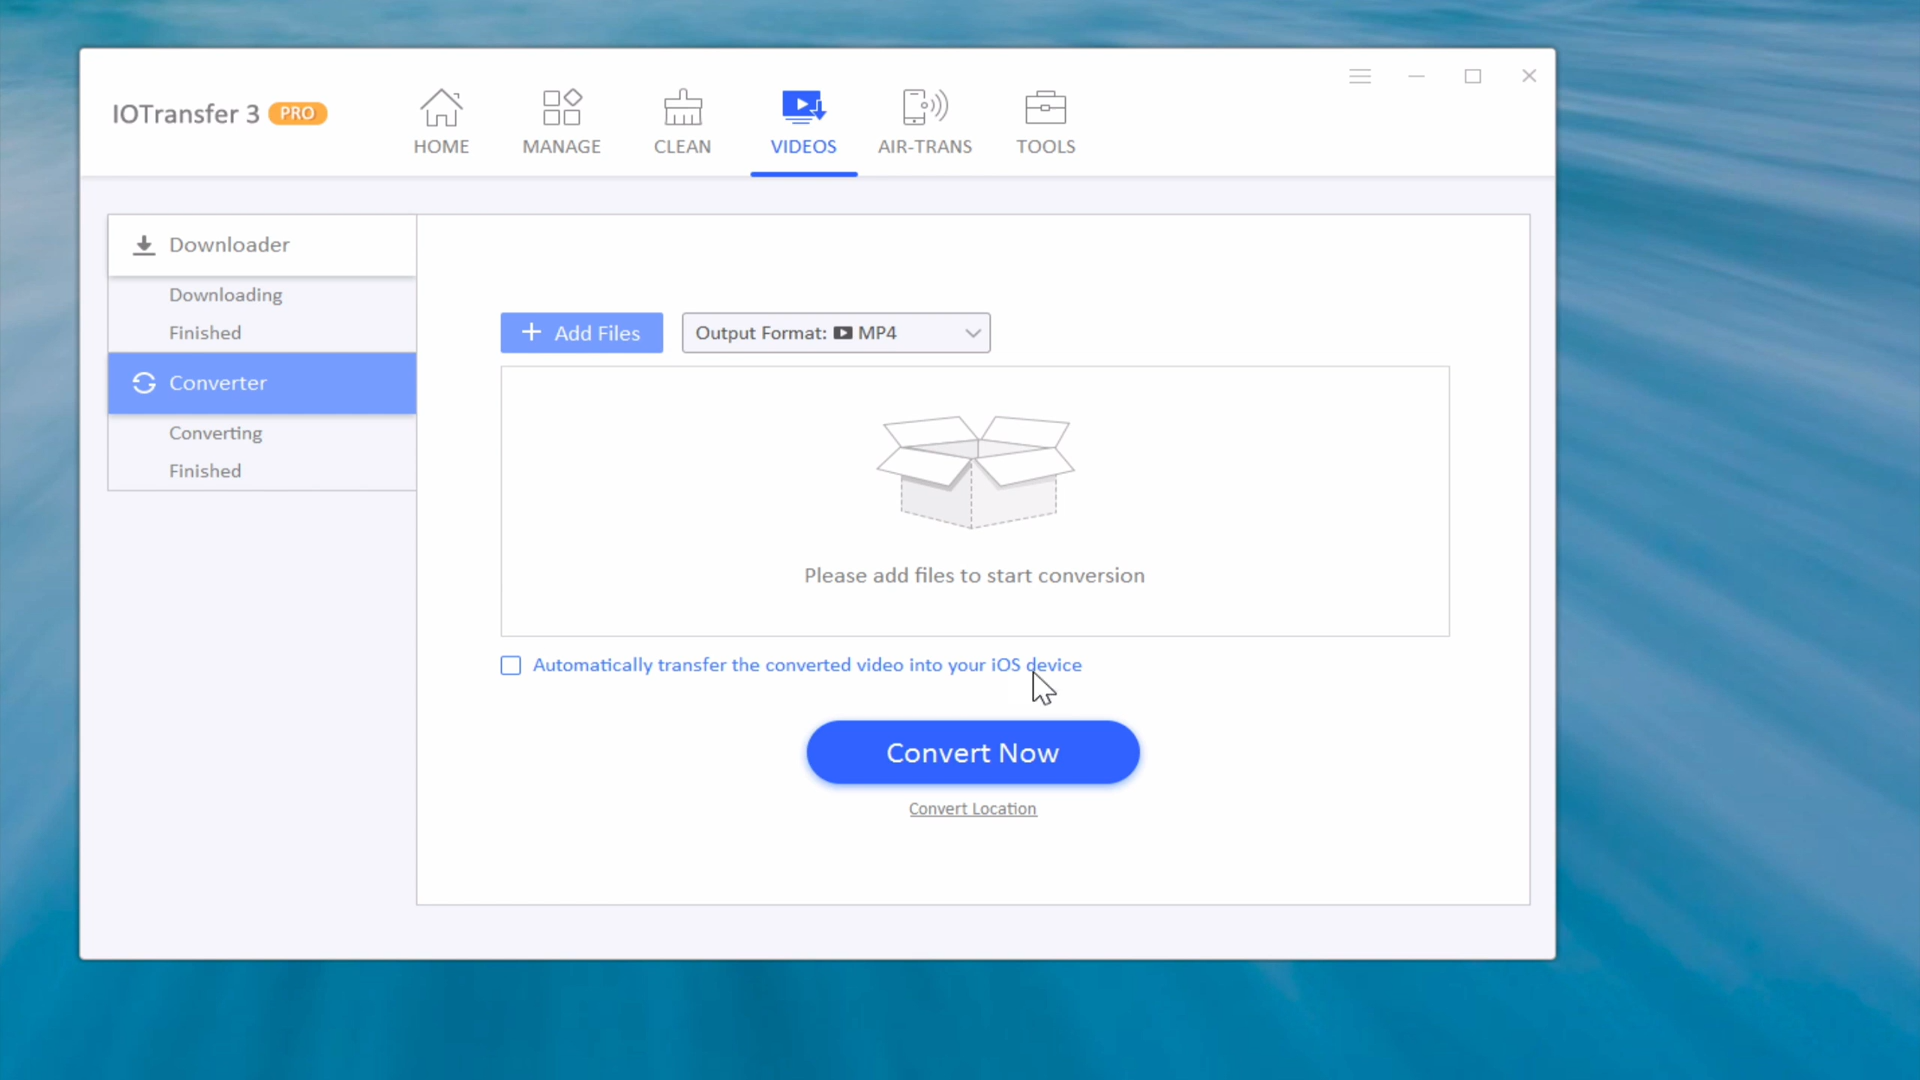 IOTransfer 3 PRO
HOME
MANAGE
CLEAN
VIDEOS
AIR-TRANS
TOOLS
Downloader
Downloading
Finished
Converter
Converting
Finished
Add Files
Output Format: MP4
Please add files to start conversion
Automatically transfer the converted video into your iOS device
Convert Now
Convert Location